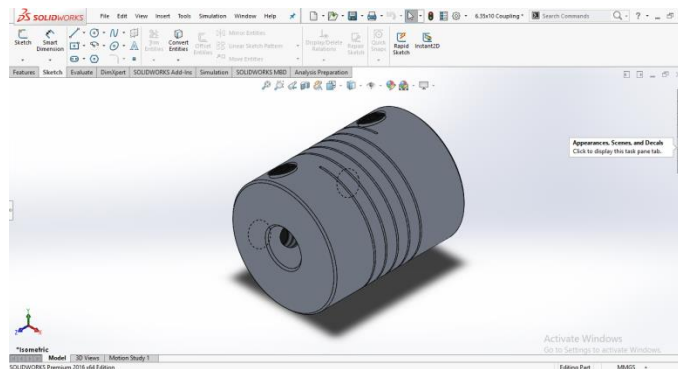 SOLIDWORKS File Edit View Insert Tools Simulation Window Help 6.35x10 Coupling * Search Commands
Sketch Smart Dimension Trim Entities Convert Entities Offset Entities Mirror Entities Linear Sketch Pattern Move Entities Display/Delete Relations Repair Sketch Quick Snaps Rapid Sketch Instant2D
Features Sketch Evaluate DimXpert SOLIDWORKS Add-Ins Simulation SOLIDWORKS MBD Analysis Preparation
Appearances, Scenes, and Decals
Click to display this task pane tab.
Y
Z X
*Isometric
Activate Windows
Go to Settings to activate Windows.
Model 3D Views Motion Study 1
SOLIDWORKS Premium 2016 x64 Edition Editing Part MMGS